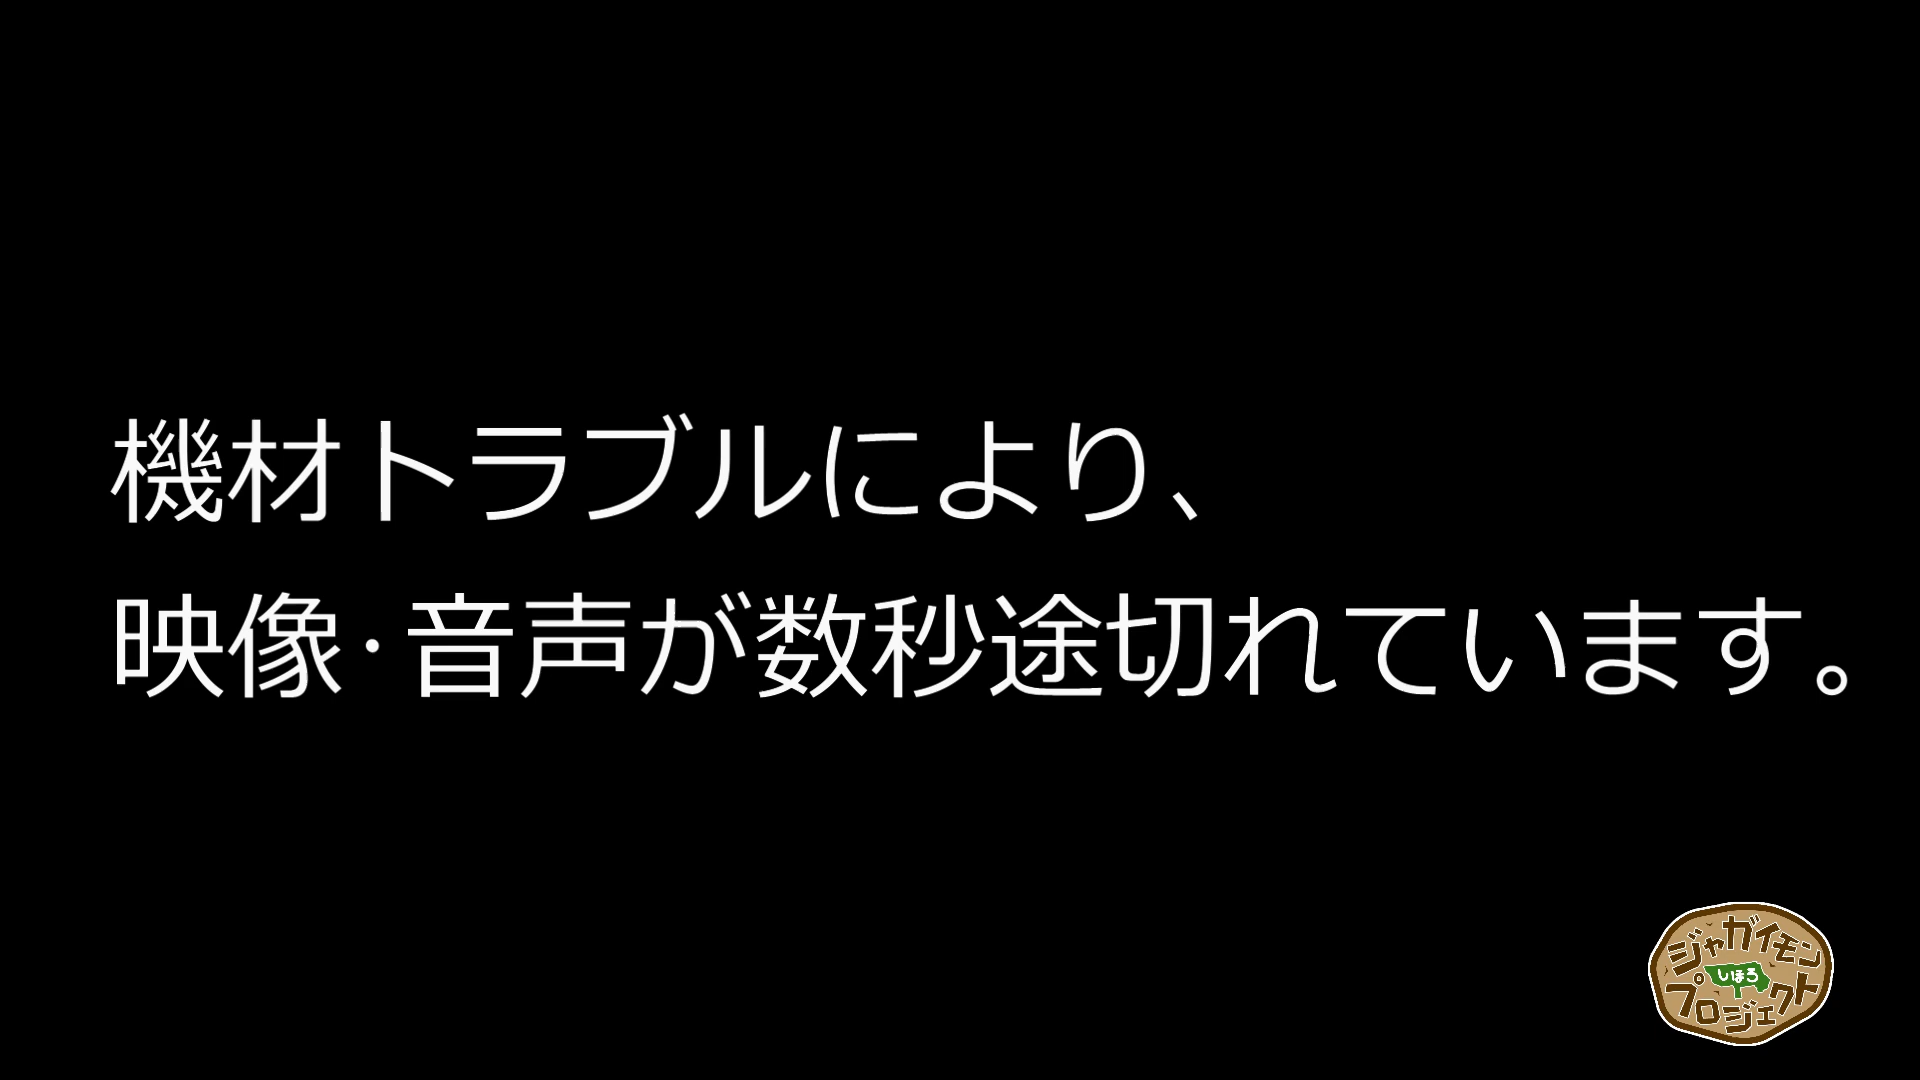 機材トラブルにより、
映像･音声が数秒途切れています。
ジャガイモン
しほろ
プロジェクト